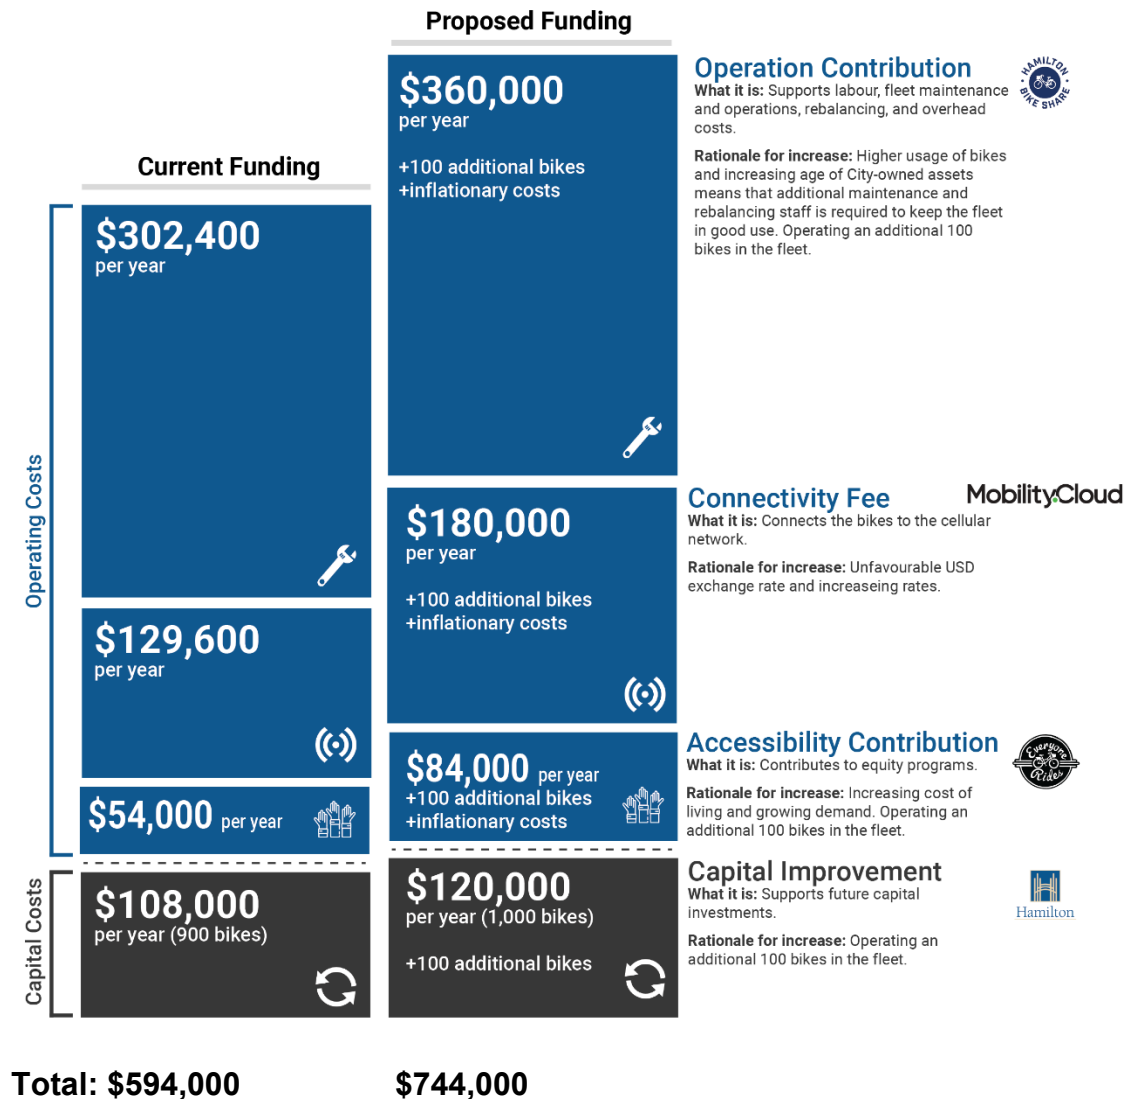 Proposed Funding
Current Funding
Operating Costs
$302,400
per year
$129,600
per year
$54,000 per year
Capital Costs
$108,000
per year (900 bikes)
$360,000
per year
+100 additional bikes
+inflationary costs
$180,000
per year
+100 additional bikes
+inflationary costs
$84,000 per year
+100 additional bikes
+inflationary costs
$120,000
per year (1,000 bikes)
+100 additional bikes
Operation Contribution
HAMILTON
BIKE SHARE
What it is: Supports labour, fleet maintenance
and operations, rebalancing, and overhead
costs.
Rationale for increase: Higher usage of bikes
and increasing age of City-owned assets
means that additional maintenance and
rebalancing staff is required to keep the fleet
in good use. Operating an additional 100
bikes in the fleet.
Connectivity Fee
Mobility.Cloud
What it is: Connects the bikes to the cellular
network.
Rationale for increase: Unfavourable USD
exchange rate and increaseing rates.
Accessibility Contribution
Everyone
Rides
What it is: Contributes to equity programs.
Rationale for increase: Increasing cost of
living and growing demand. Operating an
additional 100 bikes in the fleet.
Capital Improvement
Hamilton
What it is: Supports future capital
investments.
Rationale for increase: Operating an
additional 100 bikes in the fleet.
Total: $594,000
$744,000